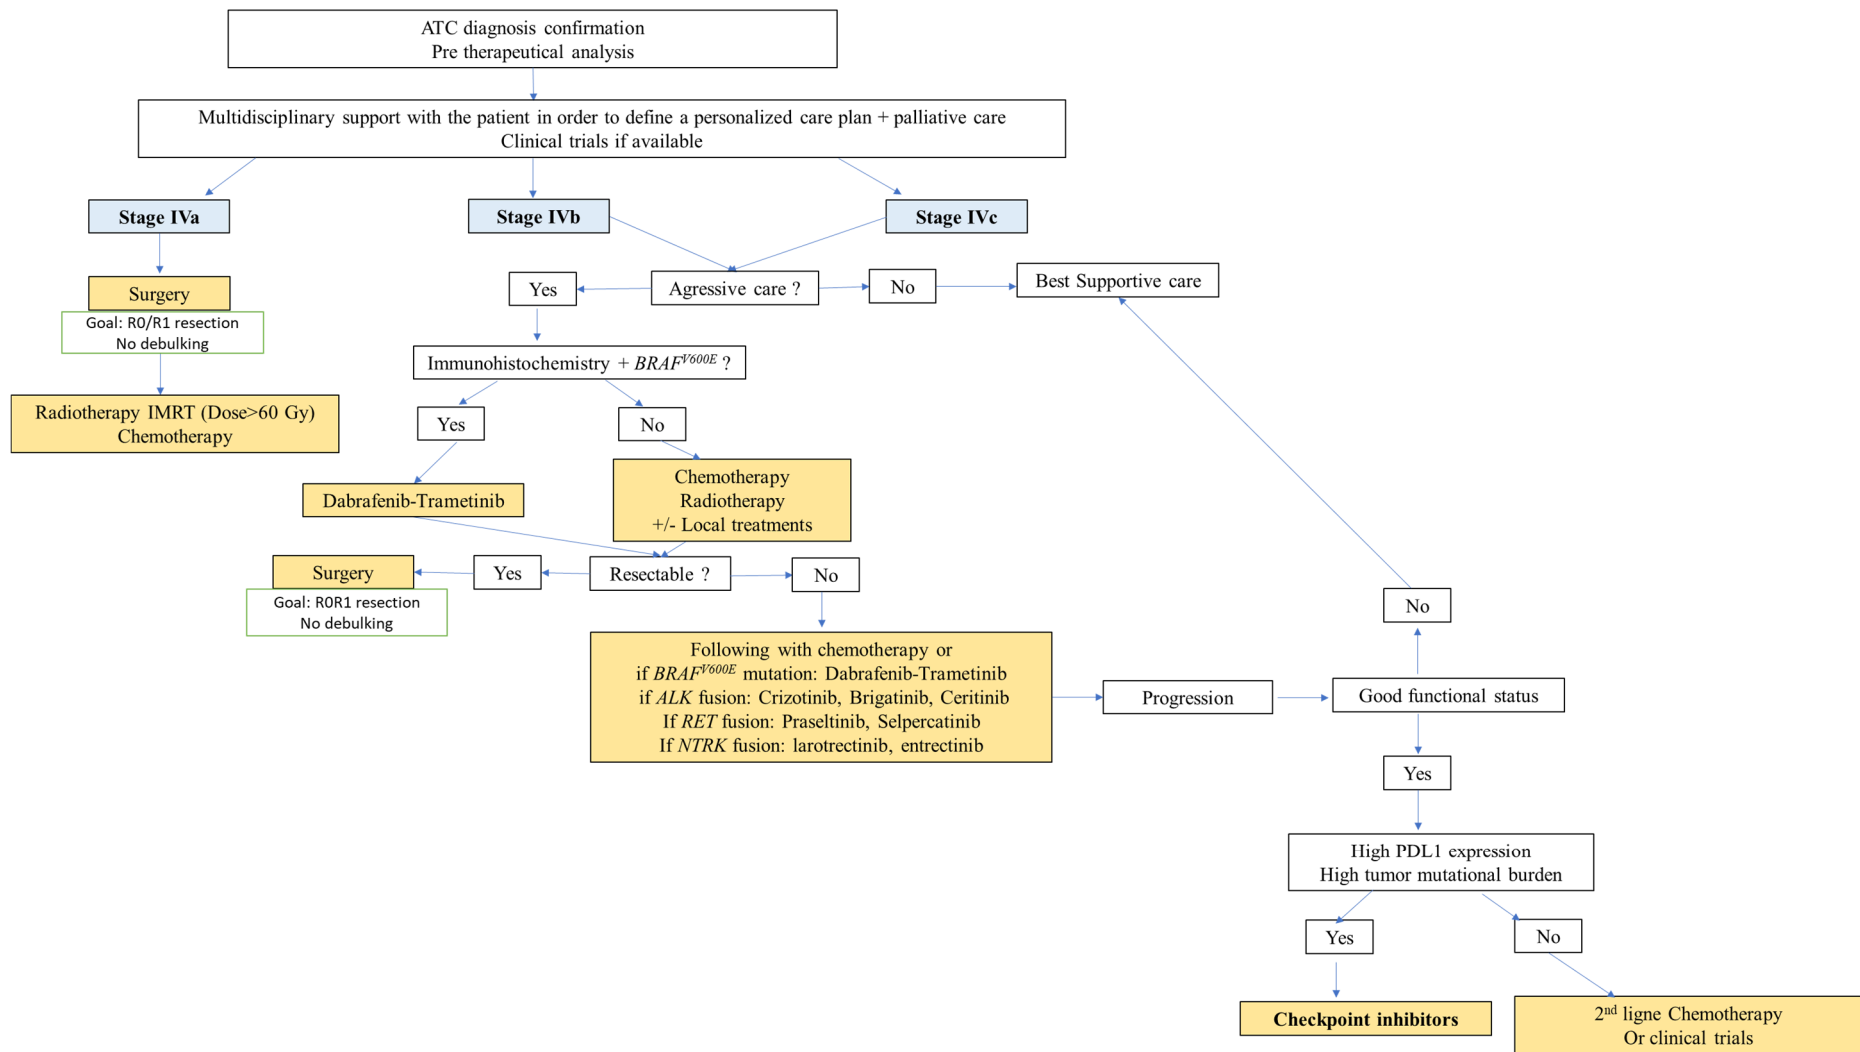 ATC diagnosis confirmation
Pre therapeutical analysis
Multidisciplinary support with the patient in order to define a personalized care plan + palliative care
Clinical trials if available
Stage IVa
Stage IVb
Stage IVc
Surgery
Goal: R0/R1 resection
No debulking
Radiotherapy IMRT (Dose>60 Gy)
Chemotherapy
Yes
Agressive care ?
No
Best Supportive care
Immunohistochemistry + BRAF^V600E ?
Yes
No
Dabrafenib-Trametinib
Chemotherapy
Radiotherapy
+/- Local treatments
Surgery
Goal: R0R1 resection
No debulking
Yes
Resectable ?
No
Following with chemotherapy or
if BRAF^V600E mutation: Dabrafenib-Trametinib
if ALK fusion: Crizotinib, Brigatinib, Ceritinib
If RET fusion: Praseltinib, Selpercatinib
If NTRK fusion: larotrectinib, entrectinib
Progression
Good functional status
No
Yes
High PDL1 expression
High tumor mutational burden
Yes
No
Checkpoint inhibitors
2nd ligne Chemotherapy
Or clinical trials